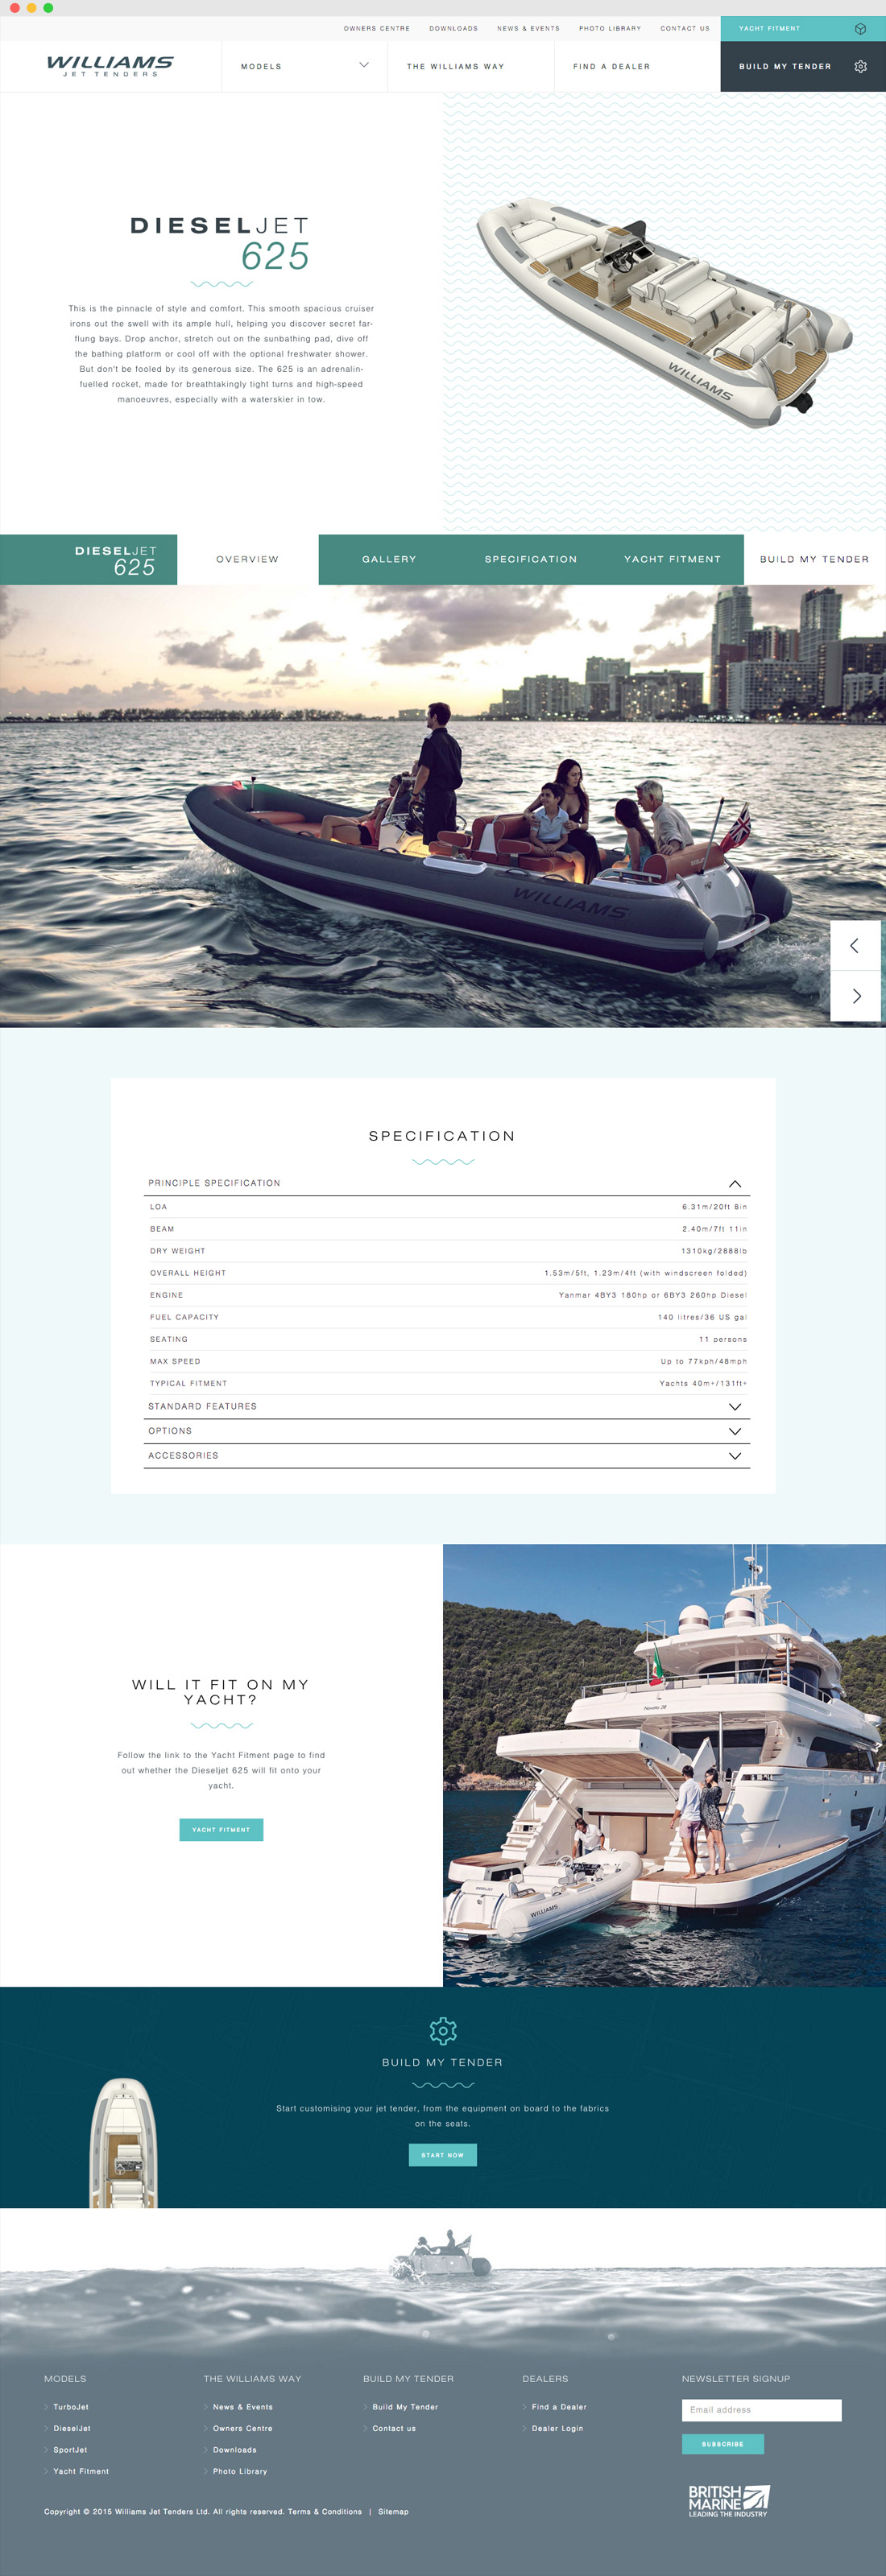 OWNERS CENTRE DOWNLOADS NEWS & EVENTS PHOTO LIBRARY CONTACT US YACHT FITMENT
WILLIAMS
JET TENDERS
MODELS THE WILLIAMS WAY FIND A DEALER BUILD MY TENDER
DIESELJET
625
This is the pinnacle of style and comfort. This smooth spacious cruiser
irons out the swell with its ample hull, helping you discover secret far-
flung bays. Drop anchor, stretch out on the sunbathing pad, dive off
the bathing platform or cool off with the optional freshwater shower.
But don't be fooled by its generous size. The 625 is an adrenalin-
fuelled rocket, made for breathtakingly tight turns and high-speed
manoeuvres, especially with a waterskier in tow.
WILLIAMS
DIESELJET
625
OVERVIEW GALLERY SPECIFICATION YACHT FITMENT BUILD MY TENDER
WILLIAMS
SPECIFICATION
PRINCIPLE SPECIFICATION
LOA 6.31m/20ft 8in
BEAM 2.40m/7ft 11in
DRY WEIGHT 1310kg/2888lb
OVERALL HEIGHT 1.53m/5ft, 1.23m/4ft (with windscreen folded)
ENGINE Yanmar 4BY3 180hp or 6BY3 260hp Diesel
FUEL CAPACITY 140 litres/36 US gal
SEATING 11 persons
MAX SPEED Up to 77kph/48mph
TYPICAL FITMENT Yachts 40m+/131ft+
STANDARD FEATURES
OPTIONS
ACCESSORIES
WILL IT FIT ON MY
YACHT?
Follow the link to the Yacht Fitment page to find
out whether the Dieseljet 625 will fit onto your
yacht.
YACHT FITMENT
WILLIAMS
BUILD MY TENDER
Start customising your jet tender, from the equipment on board to the fabrics
on the seats.
START NOW
MODELS
TurboJet
DieselJet
SportJet
Yacht Fitment
THE WILLIAMS WAY
News & Events
Owners Centre
Downloads
Photo Library
BUILD MY TENDER
Build My Tender
Contact us
DEALERS
Find a Dealer
Dealer Login
NEWSLETTER SIGNUP
Email address
SUBSCRIBE
BRITISH
MARINE
LEADING THE INDUSTRY
Copyright © 2015 Williams Jet Tenders Ltd. All rights reserved. Terms & Conditions | Sitemap